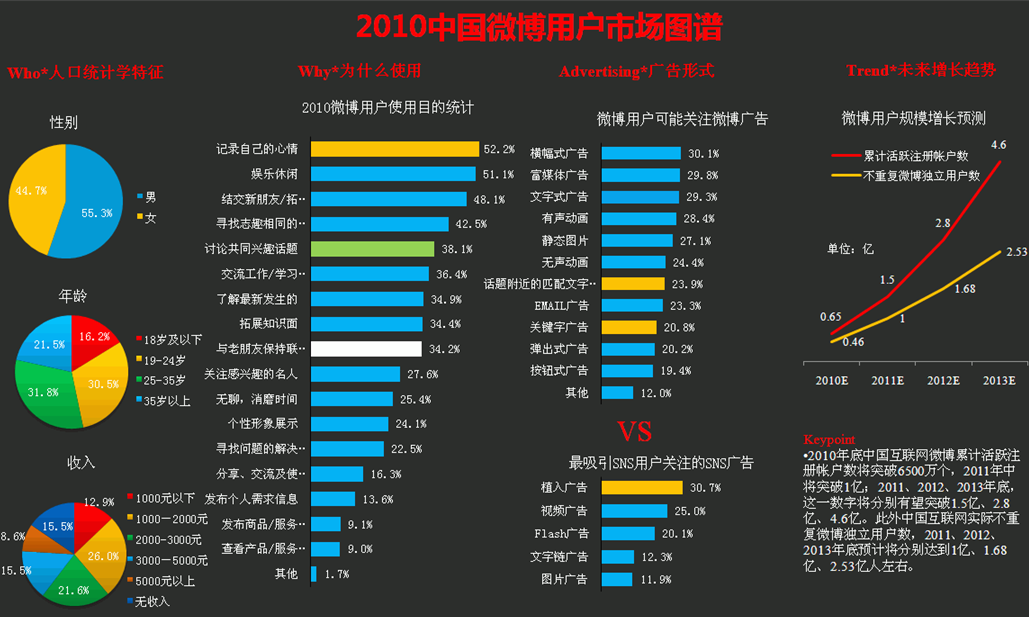 2010中国微博用户市场图谱
Who*人口统计学特征
性别
44.7%
55.3%
男
女
年龄
16.2%
21.5%
30.5%
31.8%
18岁及以下
19-24岁
25-35岁
35岁以上
收入
12.9%
15.5%
8.6%
26.0%
15.5%
21.6%
1000元以下
1000—2000元
2000—3000元
3000—5000元
5000元以上
无收入
Why*为什么使用
2010微博用户使用目的统计
记录自己的心情 52.2%
娱乐休闲 51.1%
结交新朋友/拓… 48.1%
寻找志趣相同的… 42.5%
讨论共同兴趣话题 38.1%
交流工作/学习… 36.4%
了解最新发生的 34.9%
拓展知识面 34.4%
与老朋友保持联… 34.2%
关注感兴趣的名人 27.6%
无聊，消磨时间 25.4%
个性形象展示 24.1%
寻找问题的解决… 22.5%
分享、交流及使… 16.3%
发布个人需求信息 13.6%
发布商品/服务… 9.1%
查看产品/服务… 9.0%
其他 1.7%
Advertising*广告形式
微博用户可能关注微博广告
横幅式广告 30.1%
富媒体广告 29.8%
文字式广告 29.3%
有声动画 28.4%
静态图片 27.1%
无声动画 24.4%
话题附近的匹配文字… 23.9%
EMAIL广告 23.3%
关键字广告 20.8%
弹出式广告 20.2%
按钮式广告 19.4%
其他 12.0%
VS
最吸引SNS用户关注的SNS广告
植入广告 30.7%
视频广告 25.0%
Flash广告 20.1%
文字链广告 12.3%
图片广告 11.9%
Trend*未来增长趋势
微博用户规模增长预测
累计活跃注册帐户数
不重复微博独立用户数
单位：亿
4.6
2.8
2.53
1.5
1.68
0.65
1
0.46
2010E 2011E 2012E 2013E
Keypoint
•2010年底中国互联网微博累计活跃注
册帐户数将突破6500万个，2011年中
将突破1亿；2011、2012、2013年底，
这一数字将分别有望突破1.5亿、2.8
亿、4.6亿。此外中国互联网实际不重
复微博独立用户数，2011、2012、
2013年底预计将分别达到1亿、1.68
亿、2.53亿人左右。